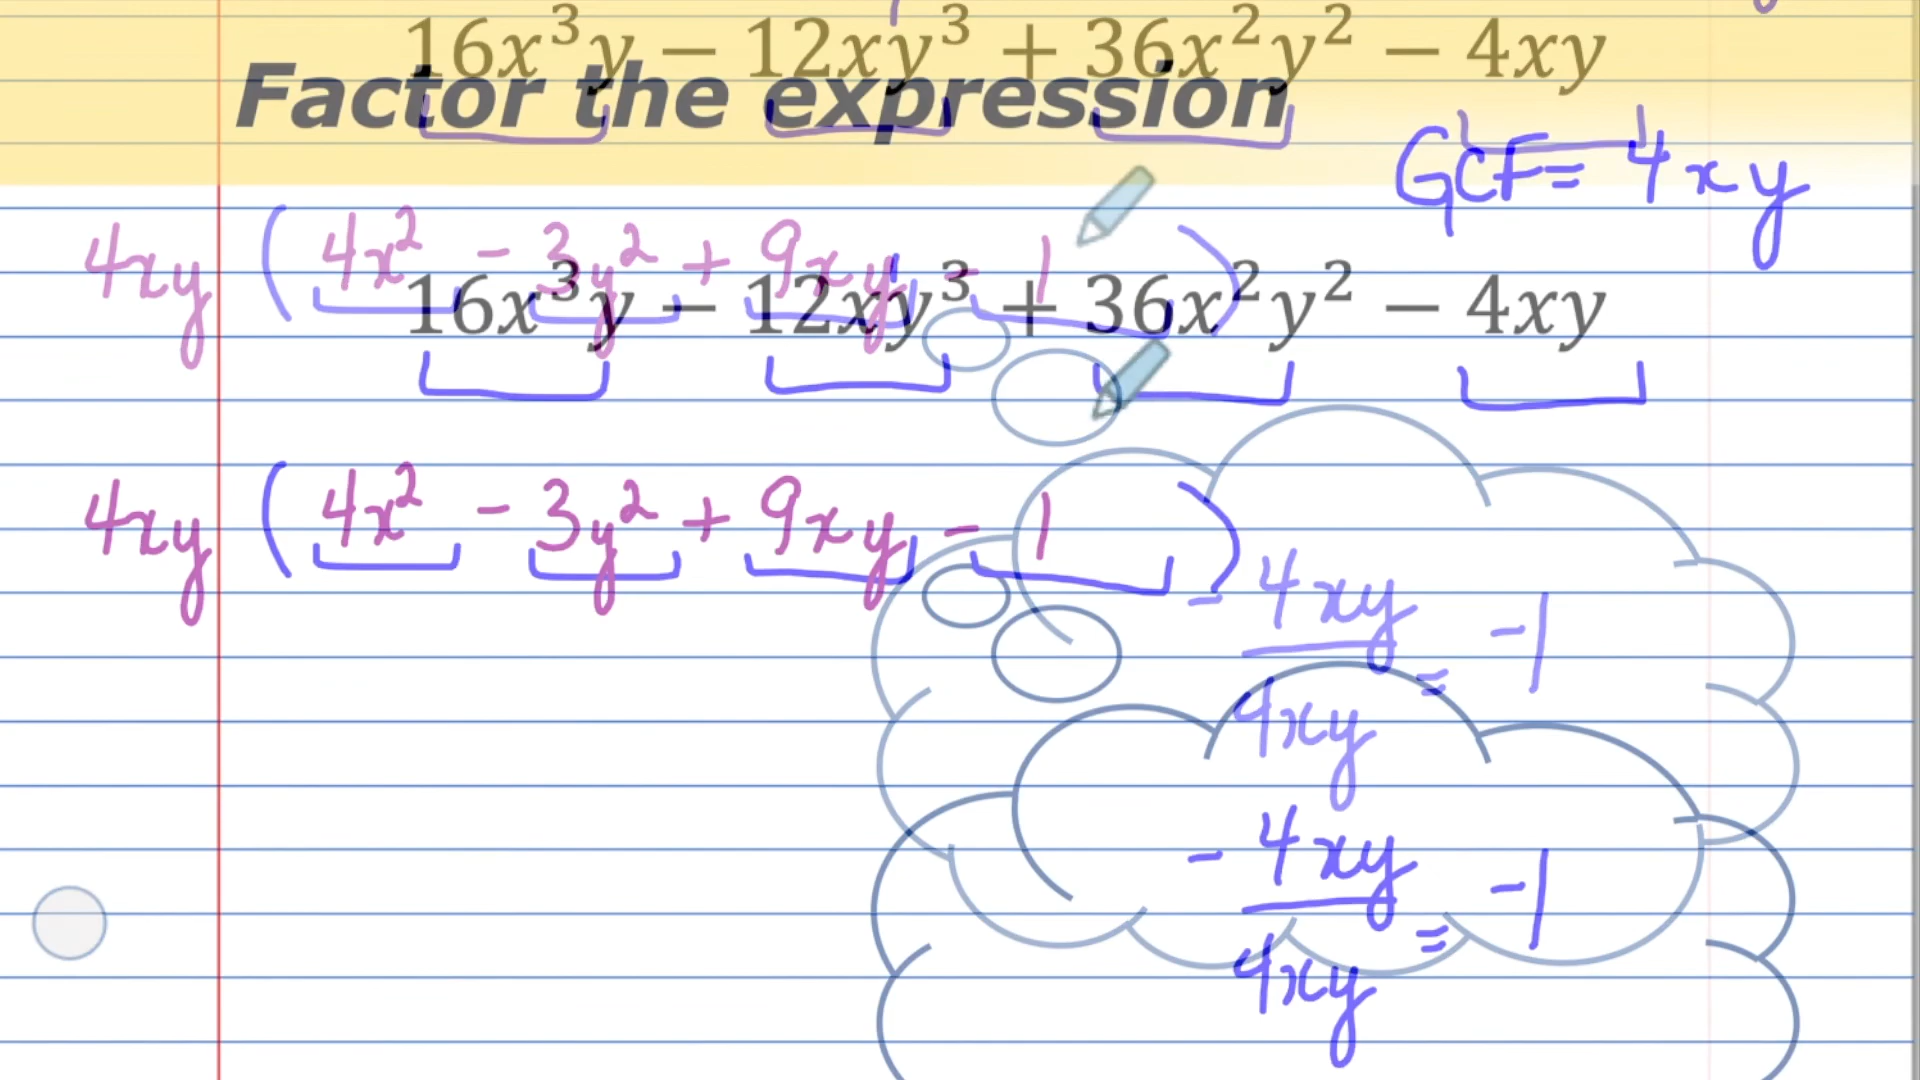 16x³y − 12xy³ + 36x²y² − 4xy
Factor the expression
GCF = 4xy
4xy ( 4x² - 3y² + 9xy - 1 )
16x³y − 12xy³ + 36x²y² − 4xy
4xy ( 4x² - 3y² + 9xy - 1 )
- 4xy / 4xy = -1
- 4xy / 4xy = -1